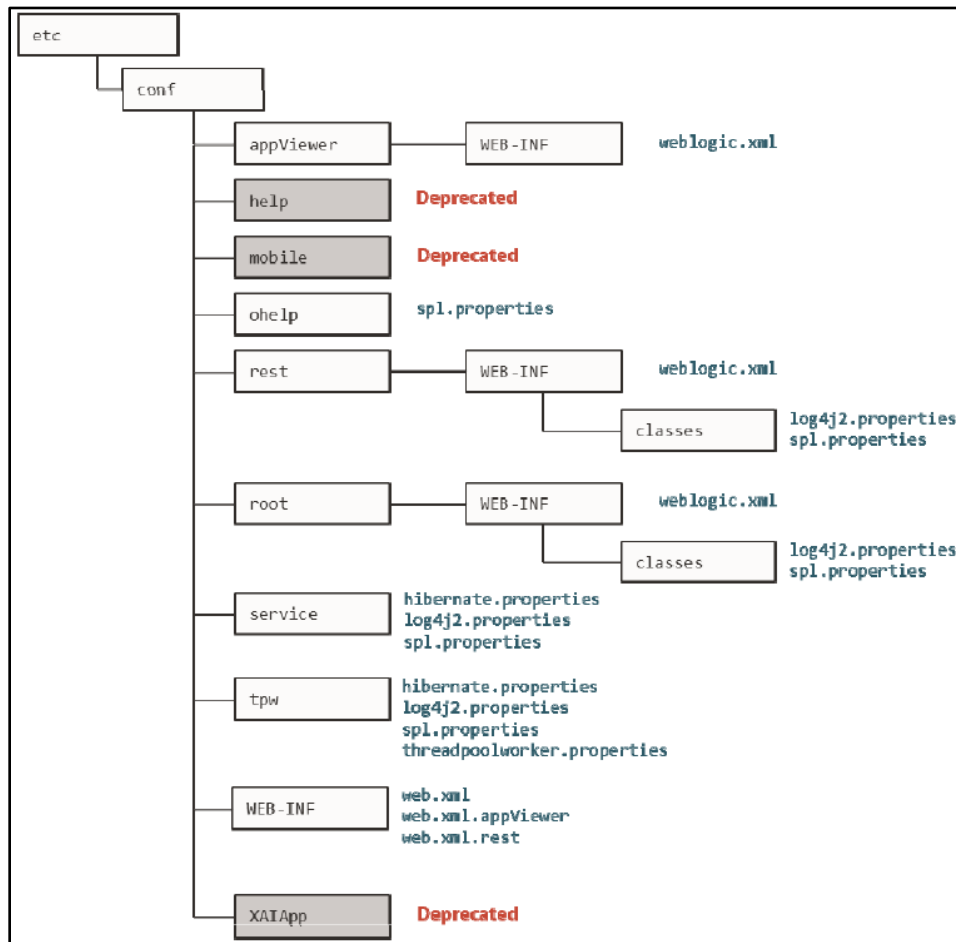 etc
conf
appViewer
WEB-INF
weblogic.xml
help
Deprecated
mobile
Deprecated
ohelp
spl.properties
rest
WEB-INF
weblogic.xml
classes
log4j2.properties
spl.properties
root
WEB-INF
weblogic.xml
classes
log4j2.properties
spl.properties
service
hibernate.properties
log4j2.properties
spl.properties
tpw
hibernate.properties
log4j2.properties
spl.properties
threadpoolworker.properties
WEB-INF
web.xml
web.xml.appViewer
web.xml.rest
XAIApp
Deprecated